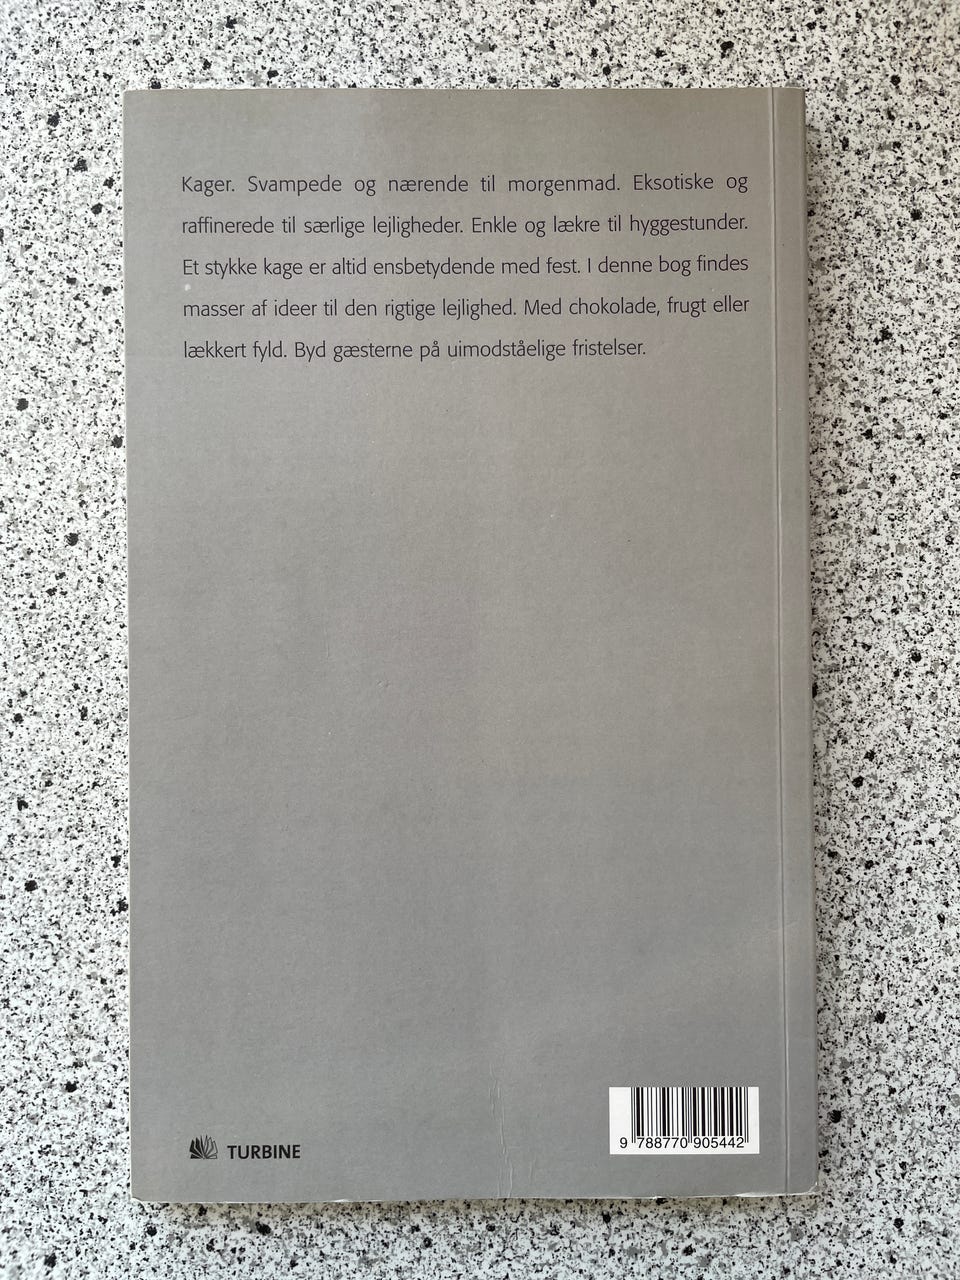 Kager. Svampede og nærende til morgenmad. Eksotiske og
raffinerede til særlige lejligheder. Enkle og lækre til hyggestunder.
Et stykke kage er altid ensbetydende med fest. I denne bog findes
masser af ideer til den rigtige lejlighed. Med chokolade, frugt eller
lækkert fyld. Byd gæsterne på uimodståelige fristelser.
TURBINE
9 788770 905442